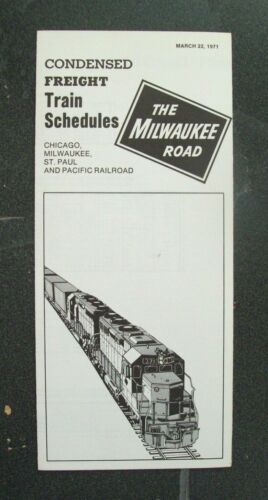 MARCH 22, 1971
CONDENSED
FREIGHT
Train
Schedules
THE
MILWAUKEE
ROAD
CHICAGO,
MILWAUKEE,
ST. PAUL
AND PACIFIC RAILROAD